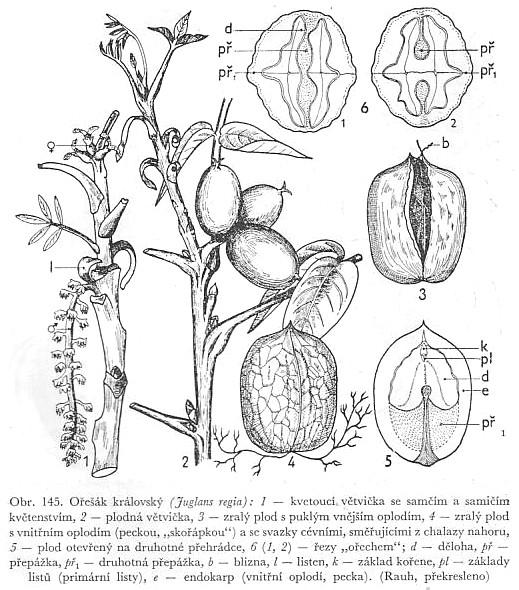 d
př
př₁
1
6
př
př₁
2
b
3
♀
l
1
2
4
k
pl
d
e
př 1
5
Obr. 145. Ořešák královský (Juglans regia): 1 — kvetoucí větvička se samčím a samičím
květenstvím, 2 — plodná větvička, 3 — zralý plod s puklým vnějším oplodím, 4 — zralý plod
s vnitřním oplodím (peckou, „skořápkou“) a se svazky cévními, směřujícími z chalazy nahoru,
5 — plod otevřený na druhotné přehrádce, 6 (1, 2) — řezy „ořechem“; d — děloha, př —
přepážka, př₁ — druhotná přepážka, b — blizna, l — listen, k — základ kořene, pl — základy
listů (primární listy), e — endokarp (vnitřní oplodí, pecka). (Rauh, překresleno)